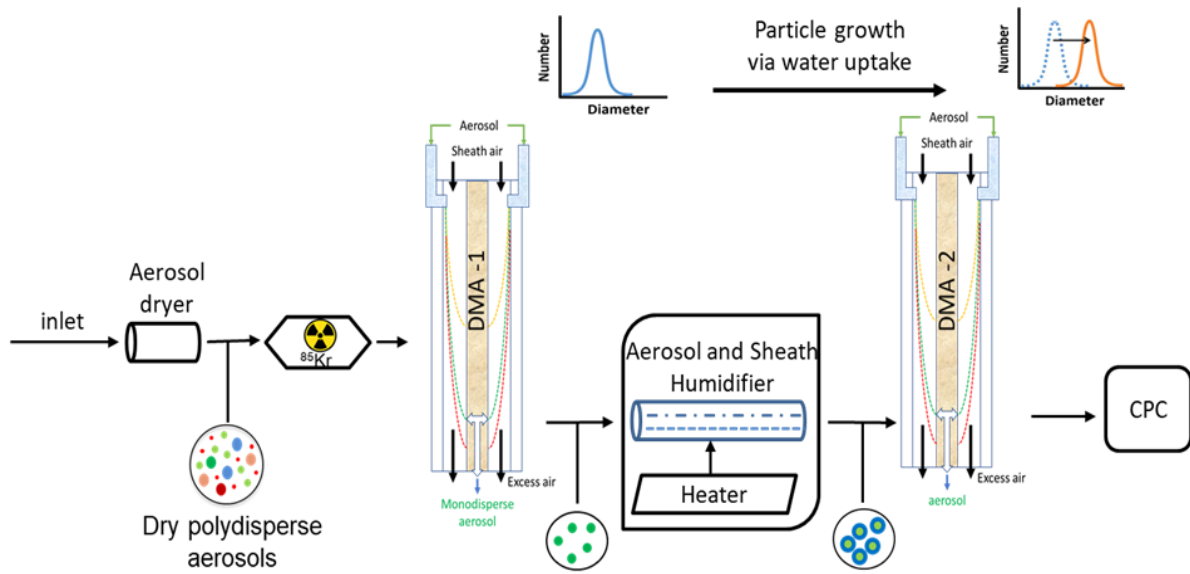 Number
Diameter
Particle growth
via water uptake
Number
Diameter
Aerosol
Sheath air
DMA -1
Excess air
Monodisperse
aerosol
Aerosol
Sheath air
DMA -2
Excess air
aerosol
inlet
Aerosol
dryer
85Kr
Dry polydisperse
aerosols
Aerosol and Sheath
Humidifier
Heater
CPC